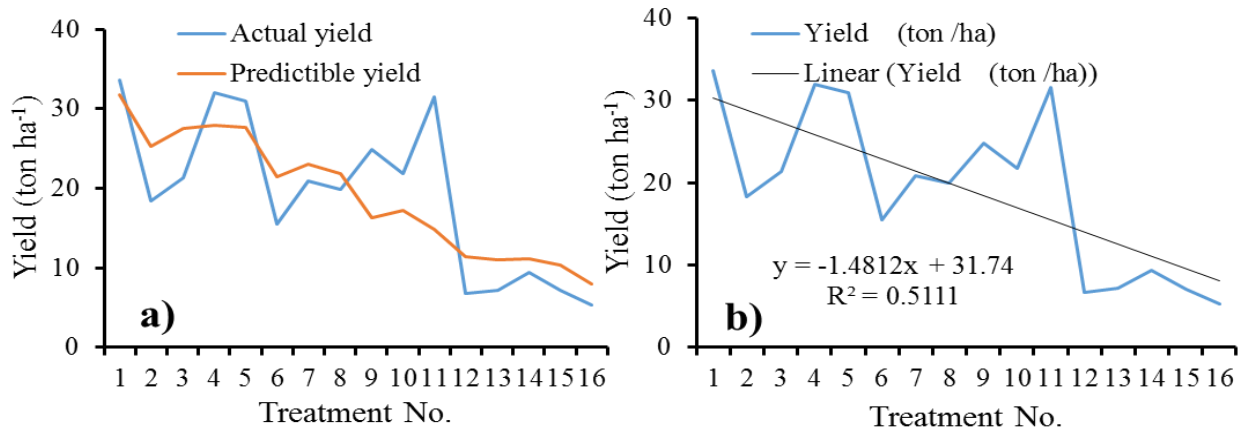 40
30
20
10
0
Yield (ton ha⁻¹)
Actual yield
Predictible yield
a)
1 2 3 4 5 6 7 8 9 10 11 12 13 14 15 16
Treatment No.
40
30
20
10
0
Yield (ton ha⁻¹)
Yield (ton /ha)
Linear (Yield (ton /ha))
y = -1.4812x + 31.74
R² = 0.5111
b)
1 2 3 4 5 6 7 8 9 10 11 12 13 14 15 16
Treatment No.